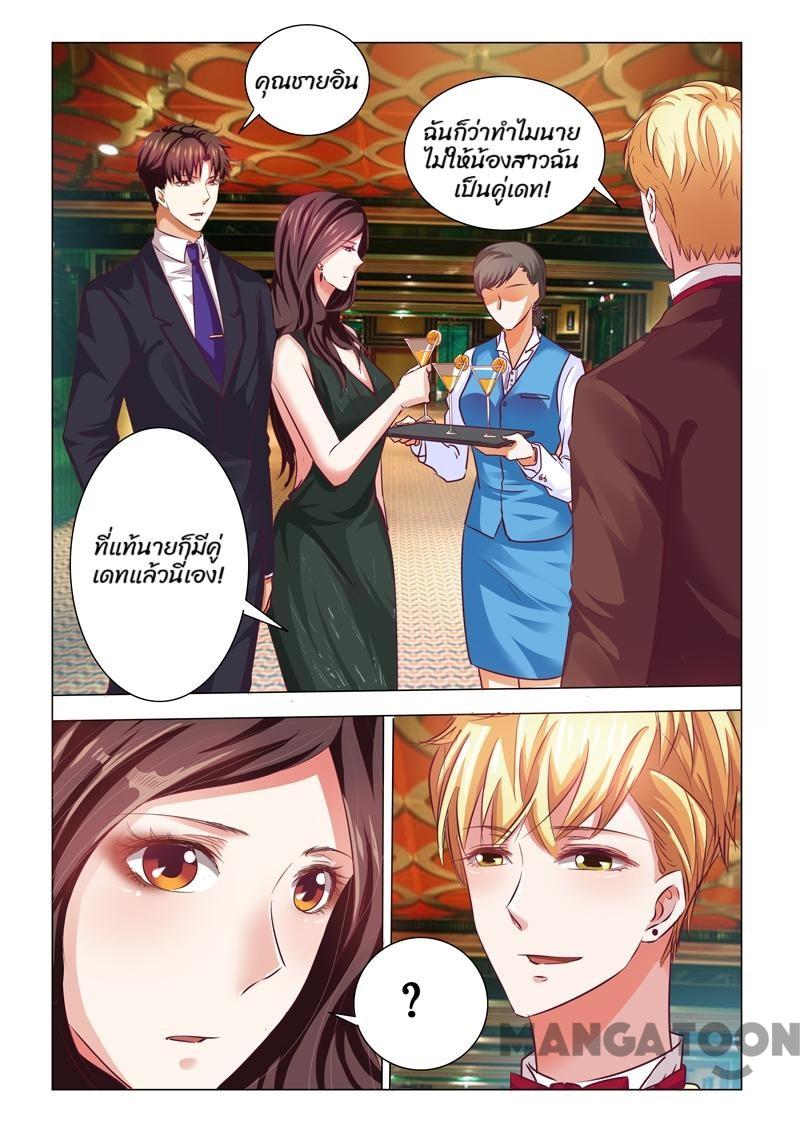 คุณชายอิน
ฉันก็ว่าทำไมนาย
ไม่ให้น้องสาวฉัน
เป็นคู่เดท!
ที่แท้นายก็มีคู่
เดทแล้วนี่เอง!
?
MANGATOON